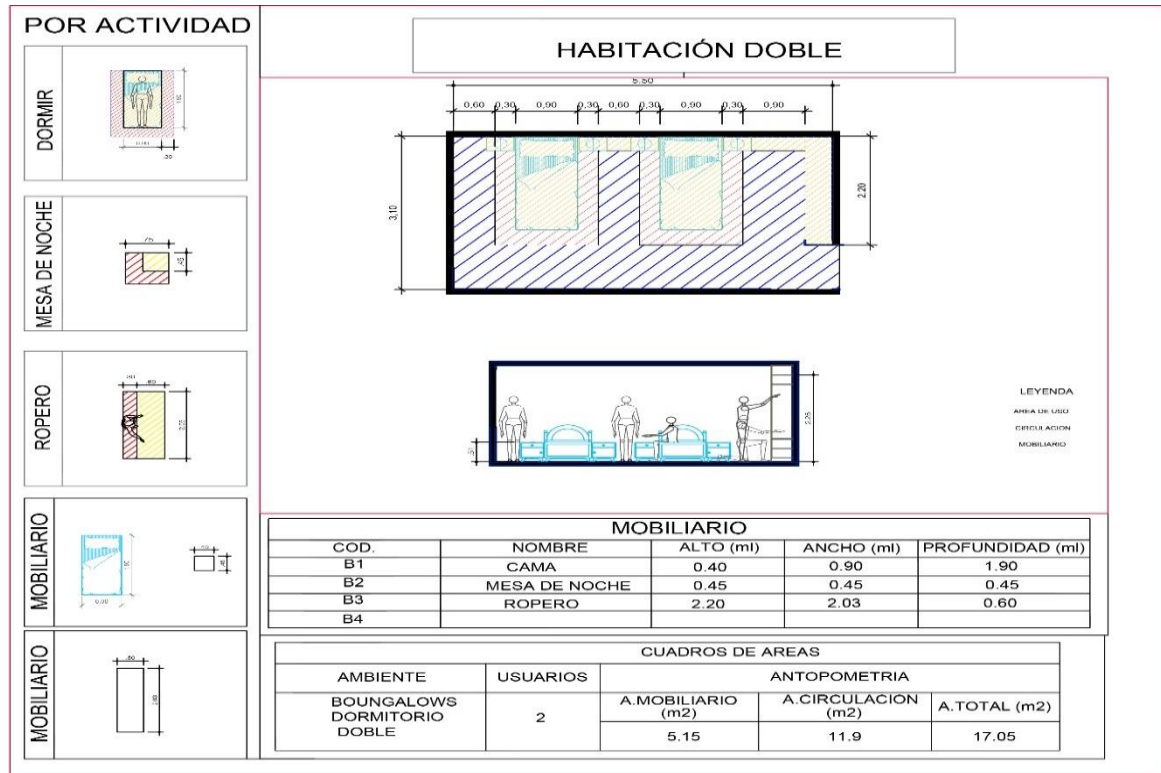 POR ACTIVIDAD
HABITACIÓN DOBLE
DORMIR
MESA DE NOCHE
ROPERO
MOBILIARIO
MOBILIARIO
5.50
0,60 0,30 0,90 0,30 0,60 0,30 0,90 0,30 0,90
3,10
2.20
LEYENDA
AREA DE USO
CIRCULACION
MOBILIARIO
MOBILIARIO
COD. NOMBRE ALTO (ml) ANCHO (ml) PROFUNDIDAD (ml)
B1 CAMA 0.40 0.90 1.90
B2 MESA DE NOCHE 0.45 0.45 0.45
B3 ROPERO 2.20 2.03 0.60
B4
CUADROS DE AREAS
AMBIENTE USUARIOS ANTOPOMETRIA
BOUNGALOWS DORMITORIO DOBLE 2
A.MOBILIARIO (m2) A.CIRCULACION (m2) A.TOTAL (m2)
5.15 11.9 17.05